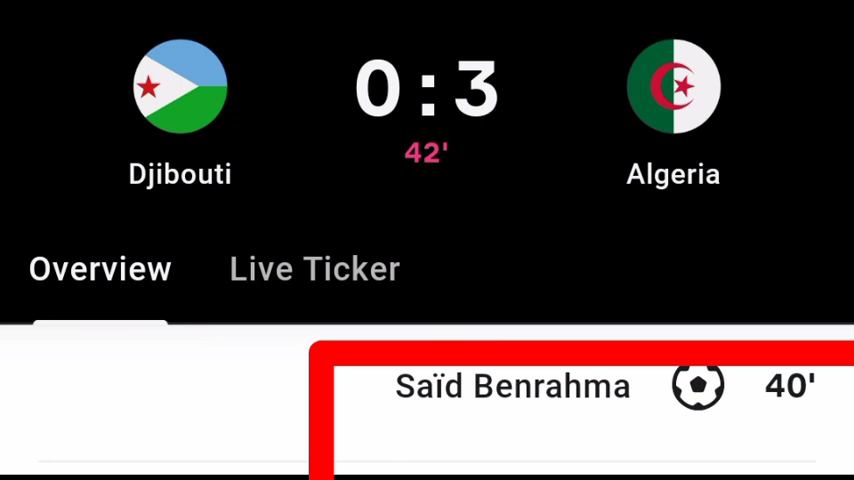 0 : 3
42'
Djibouti
Algeria
Overview Live Ticker
Saïd Benrahma 40'